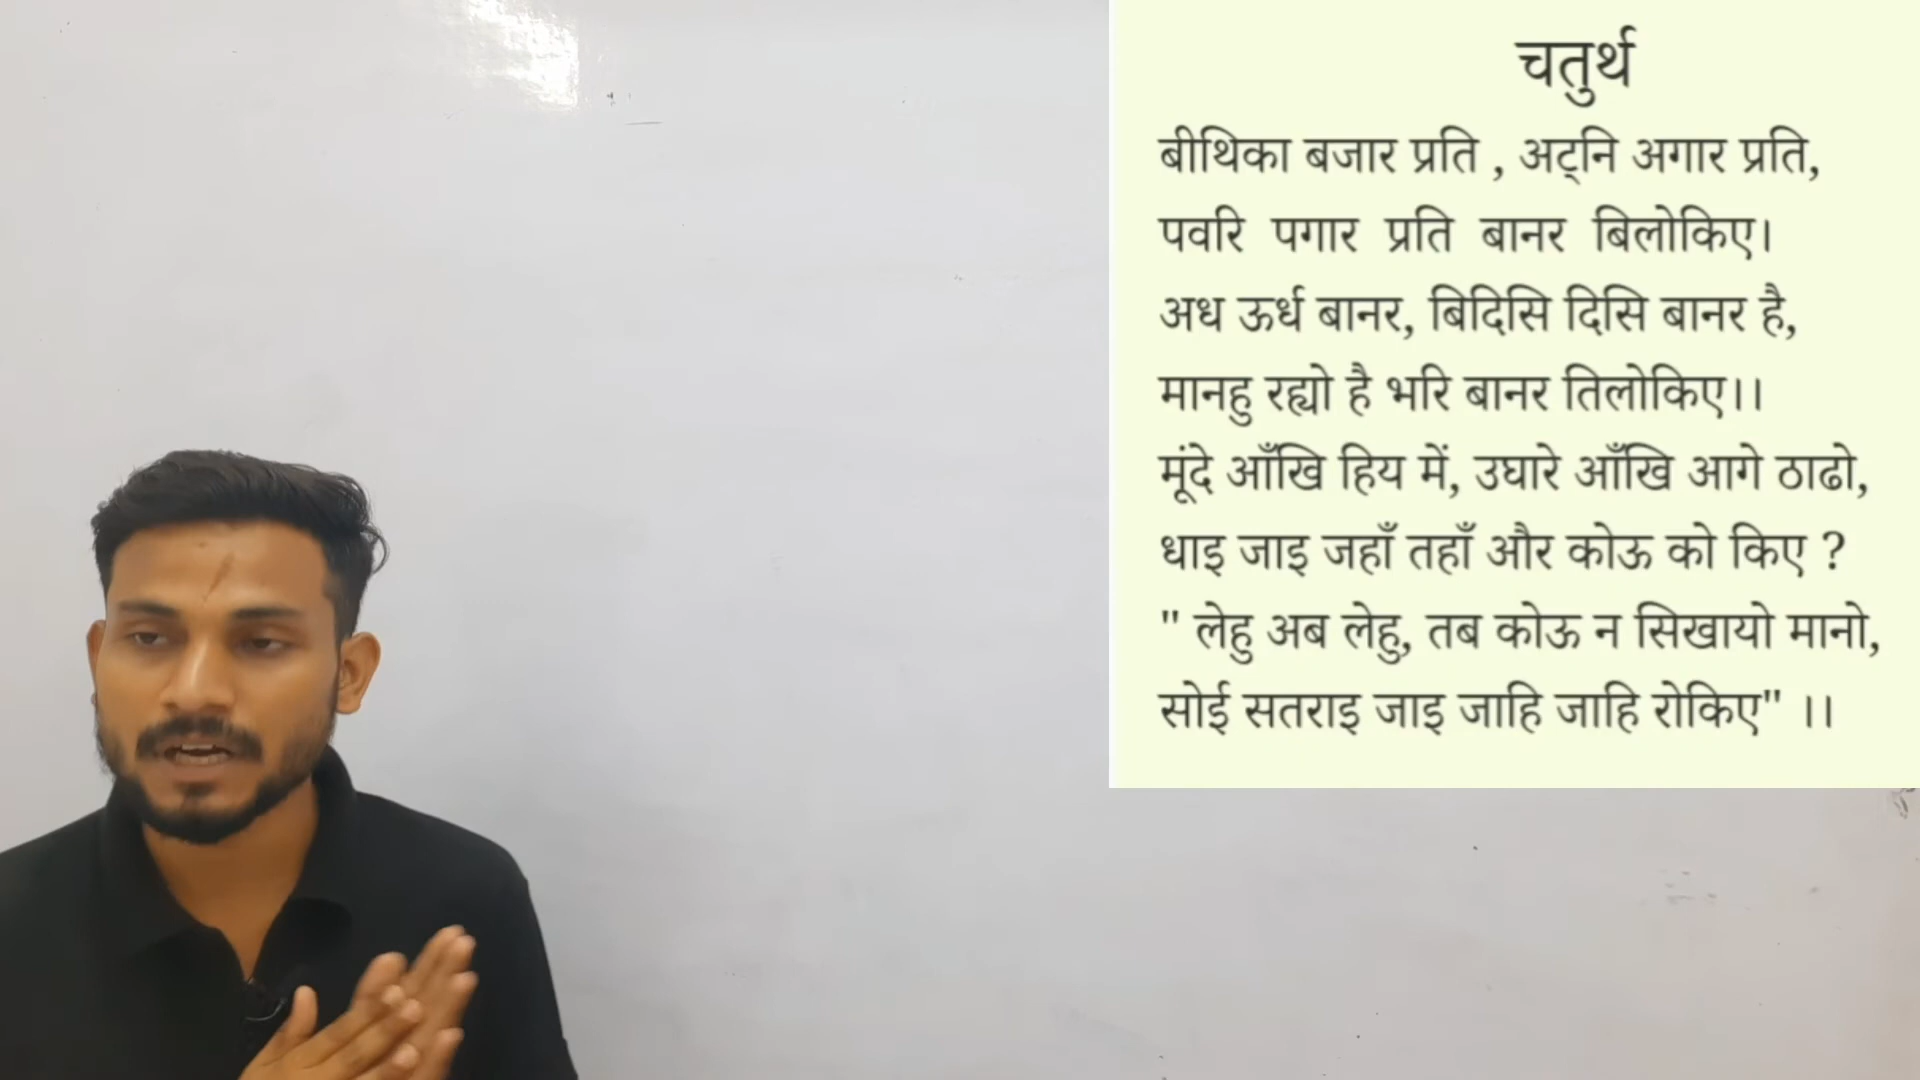 चतुर्थ
बीथिका बजार प्रति , अट्नि अगार प्रति,
पवरि पगार प्रति बानर बिलोकिए।
अध ऊर्ध बानर, बिदिसि दिसि बानर है,
मानहु रह्यो है भरि बानर तिलोकिए।।
मूंदे आँखि हिय में, उघारे आँखि आगे ठाढो,
धाइ जाइ जहाँ तहाँ और कोऊ को किए ?
" लेहु अब लेहु, तब कोऊ न सिखायो मानो,
सोई सतराइ जाइ जाहि जाहि रोकिए" ।।